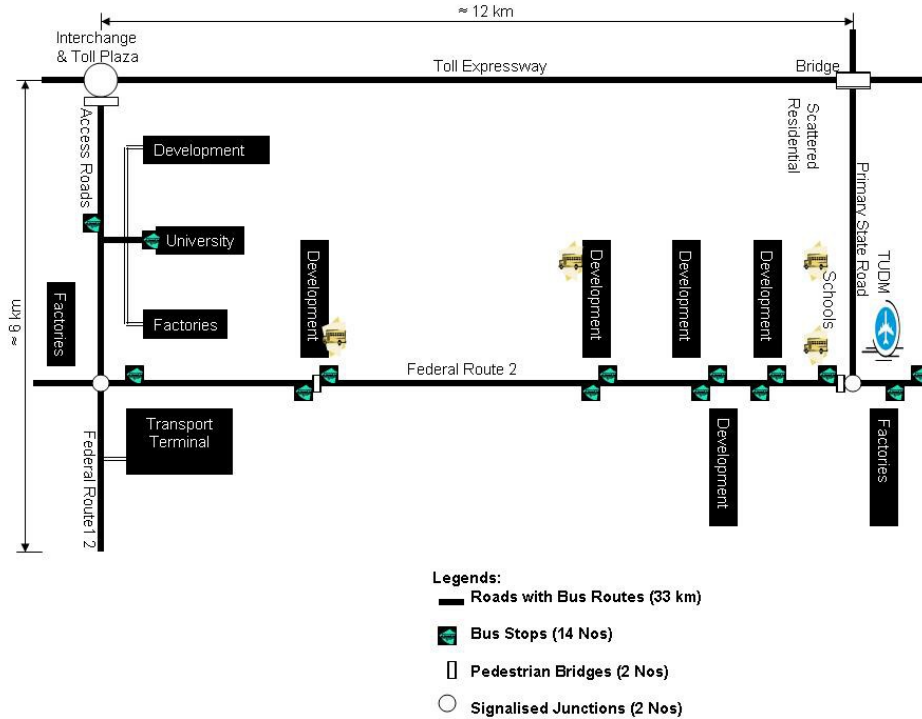 ≈ 12 km
Interchange
& Toll Plaza
Toll Expressway
Bridge
Access Roads
Development
Scattered
Residential
Primary State Road
University
TUDM
≈ 6 km
Factories
Factories
Development
Development
Development
Development
Schools
Federal Route 2
Transport
Terminal
Federal Route1 2
Development
Factories
Legends:
Roads with Bus Routes (33 km)
Bus Stops (14 Nos)
Pedestrian Bridges (2 Nos)
Signalised Junctions (2 Nos)